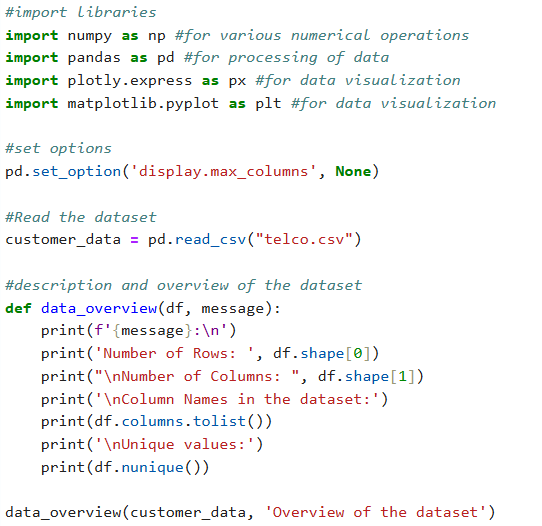 #import libraries
import numpy as np #for various numerical operations
import pandas as pd #for processing of data
import plotly.express as px #for data visualization
import matplotlib.pyplot as plt #for data visualization

#set options
pd.set_option('display.max_columns', None)

#Read the dataset
customer_data = pd.read_csv("telco.csv")

#description and overview of the dataset
def data_overview(df, message):
    print(f'{message}:\n')
    print('Number of Rows: ', df.shape[0])
    print("\nNumber of Columns: ", df.shape[1])
    print('\nColumn Names in the dataset:')
    print(df.columns.tolist())
    print('\nUnique values:')
    print(df.nunique())

data_overview(customer_data, 'Overview of the dataset')